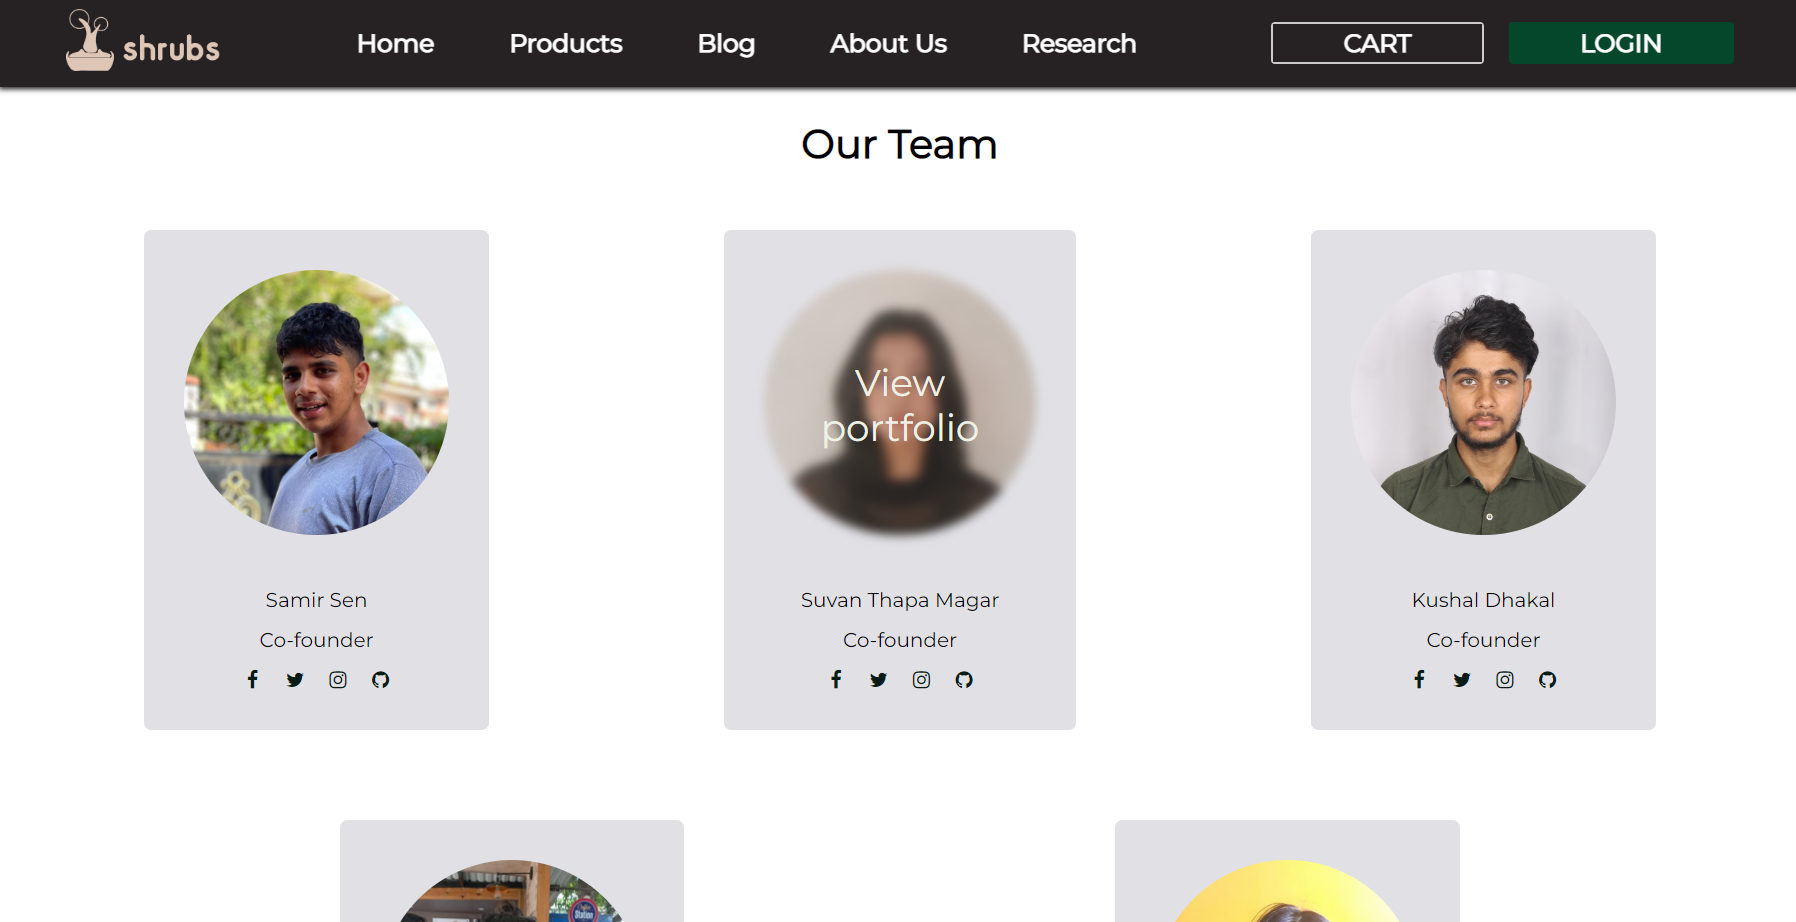 shrubs
Home
Products
Blog
About Us
Research
CART
LOGIN
Our Team
View
portfolio
Samir Sen
Co-founder
Suvan Thapa Magar
Co-founder
Kushal Dhakal
Co-founder
Station